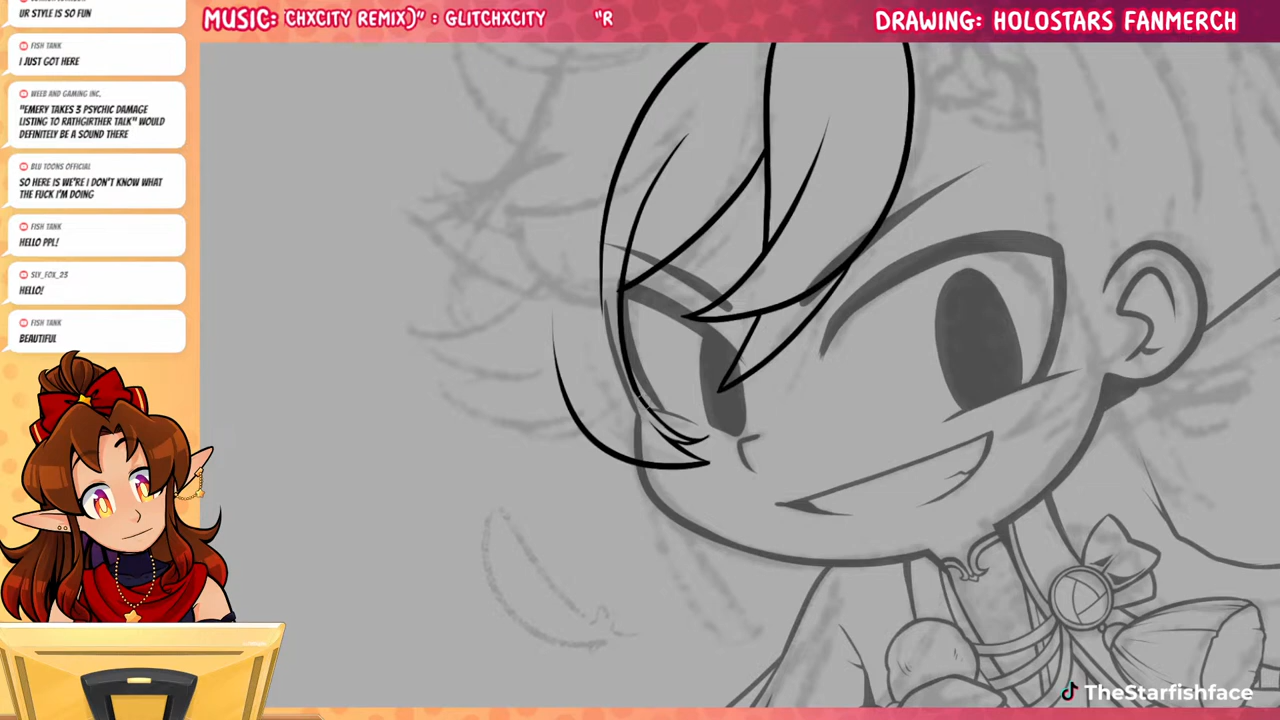 MUSIC: CHXCITY REMIX)" : GLITCHXCITY "R
DRAWING: HOLOSTARS FANMERCH
UR STYLE IS SO FUN
FISH TANK
I JUST GOT HERE
WEEB AND GAMING INC.
"EMERY TAKES 3 PSYCHIC DAMAGE
LISTING TO RATHGIRTHER TALK" WOULD
DEFINITELY BE A SOUND THERE
BLU TOONS OFFICIAL
SO HERE IS WE'RE I DON'T KNOW WHAT
THE FUCK I'M DOING
FISH TANK
HELLO PPL!
SLY_FOX_23
HELLO!
FISH TANK
BEAUTIFUL
TheStarfishface